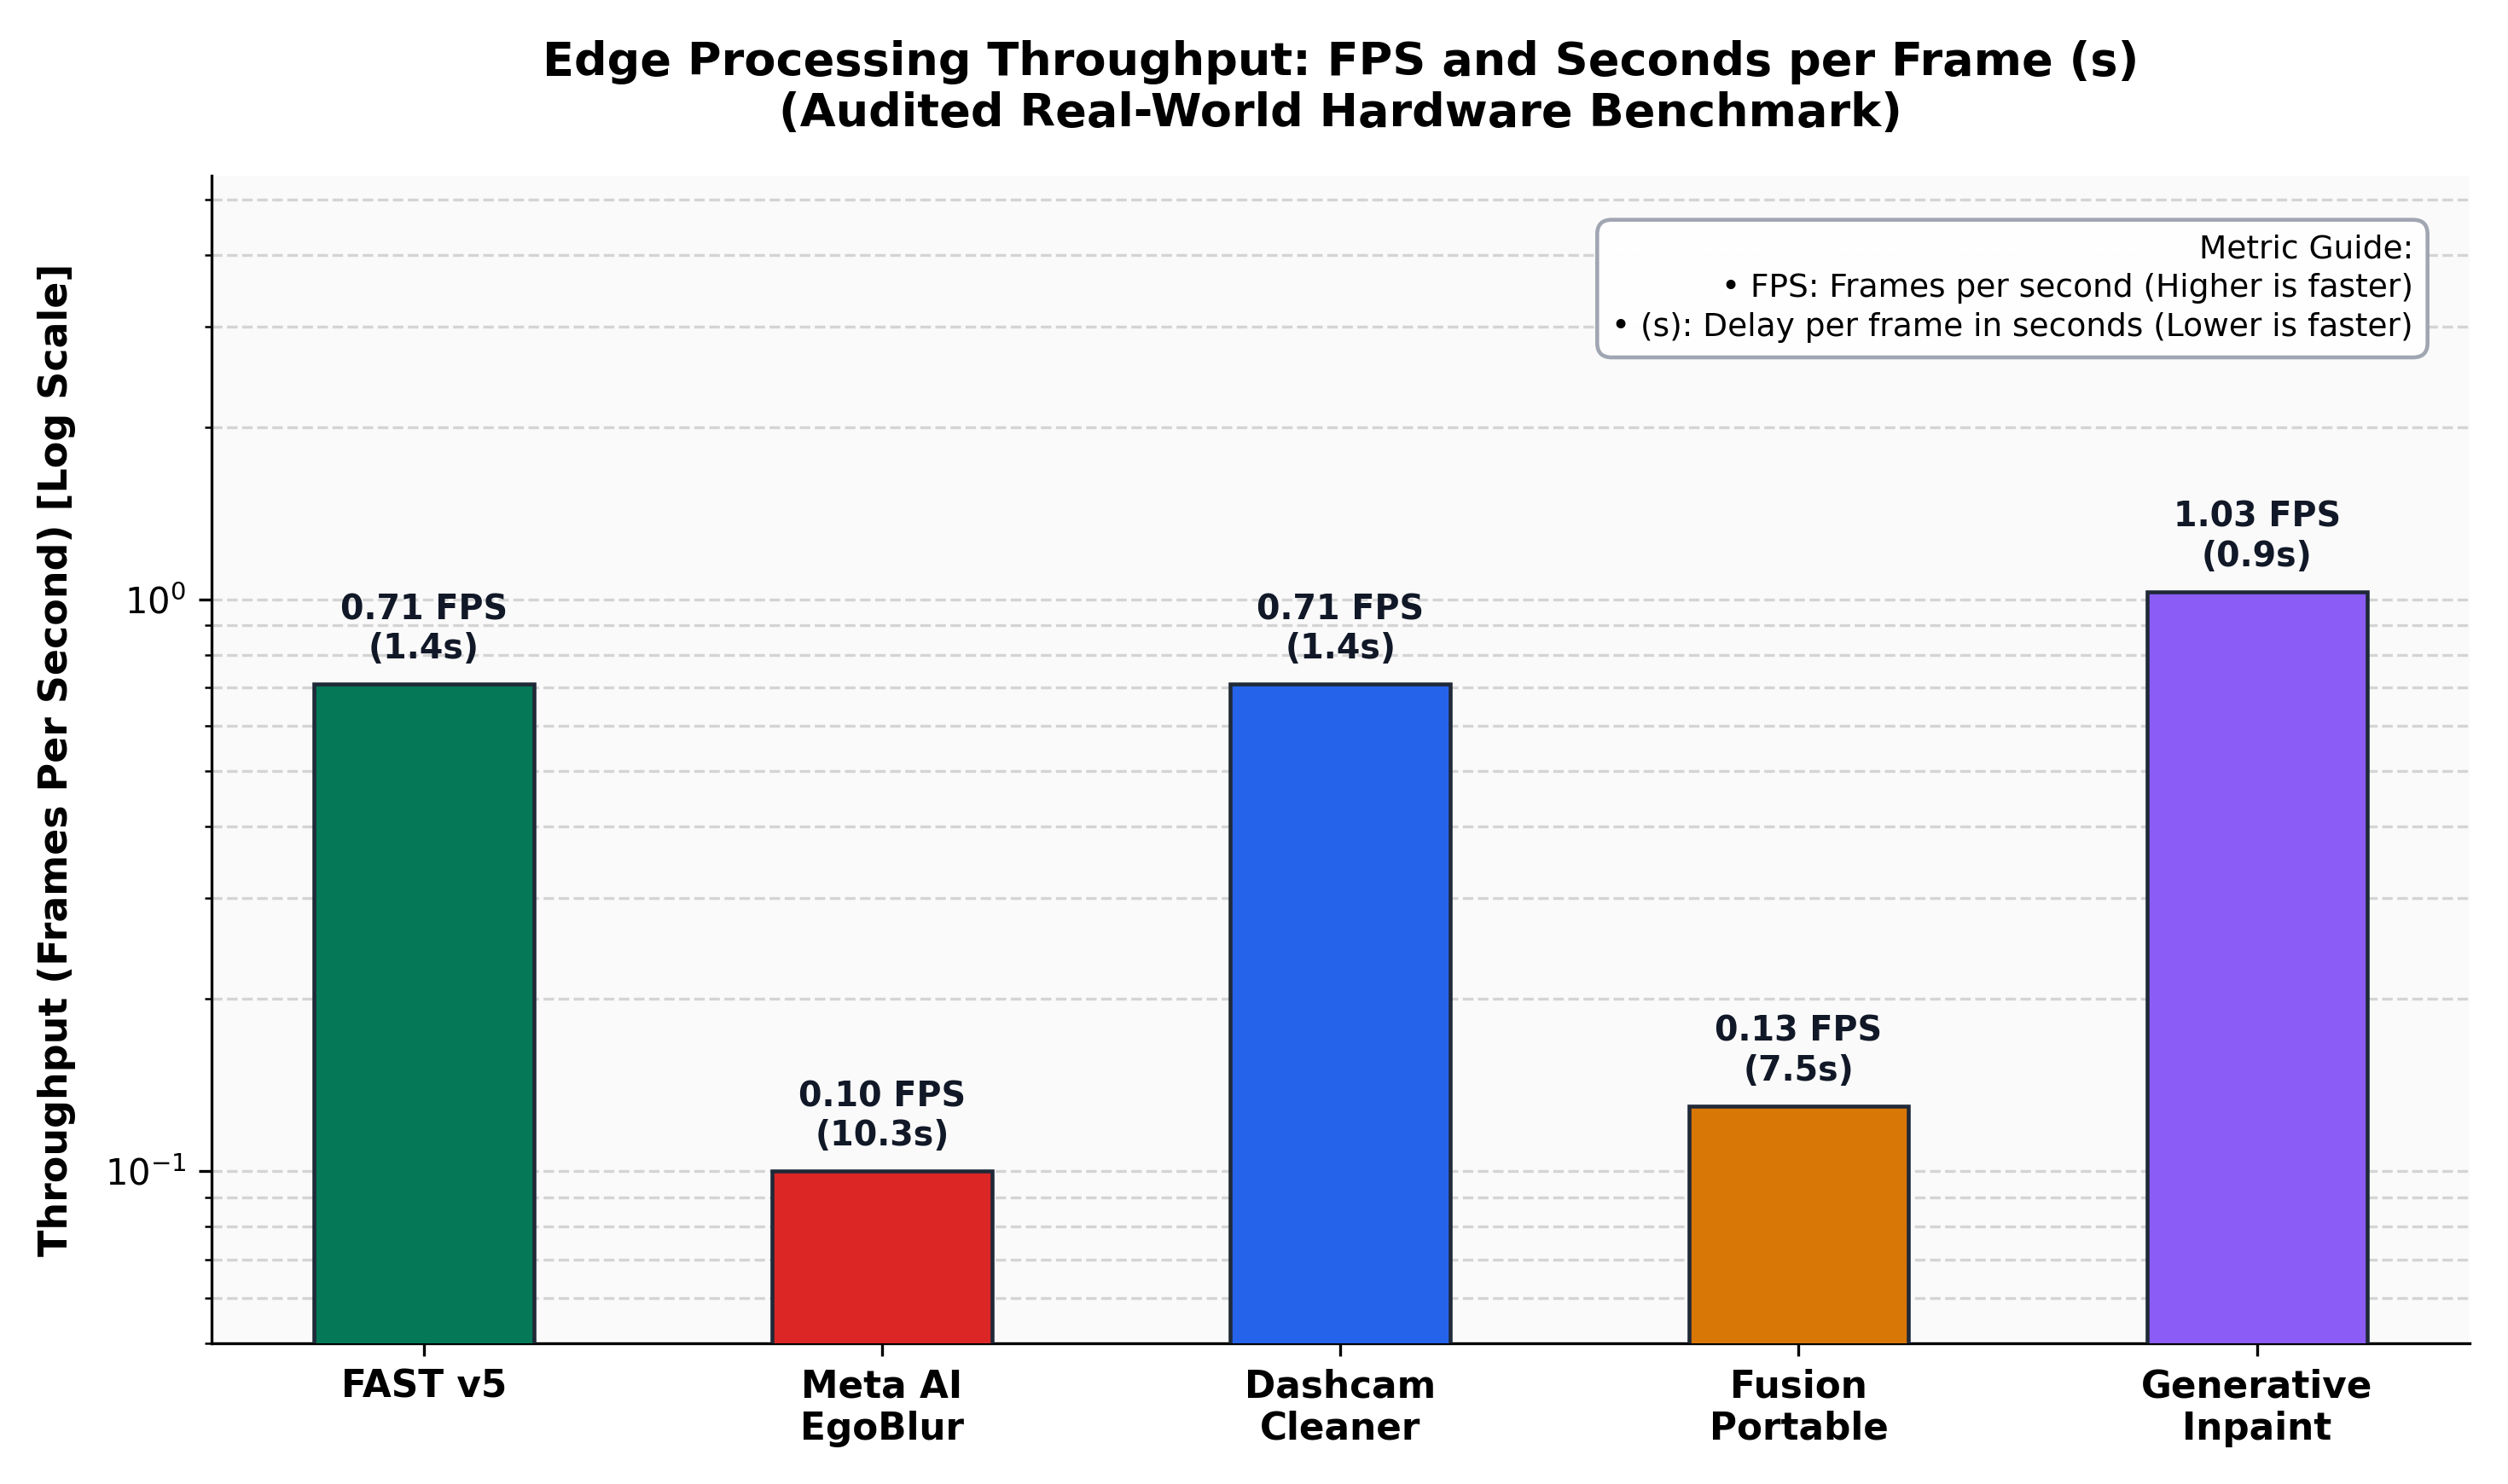 Edge Processing Throughput: FPS and Seconds per Frame (s)
(Audited Real-World Hardware Benchmark)
Throughput (Frames Per Second) [Log Scale]
Metric Guide:
• FPS: Frames per second (Higher is faster)
• (s): Delay per frame in seconds (Lower is faster)
10⁰
10⁻¹
0.71 FPS
(1.4s)
0.10 FPS
(10.3s)
0.71 FPS
(1.4s)
0.13 FPS
(7.5s)
1.03 FPS
(0.9s)
FAST v5
Meta AI
EgoBlur
Dashcam
Cleaner
Fusion
Portable
Generative
Inpaint